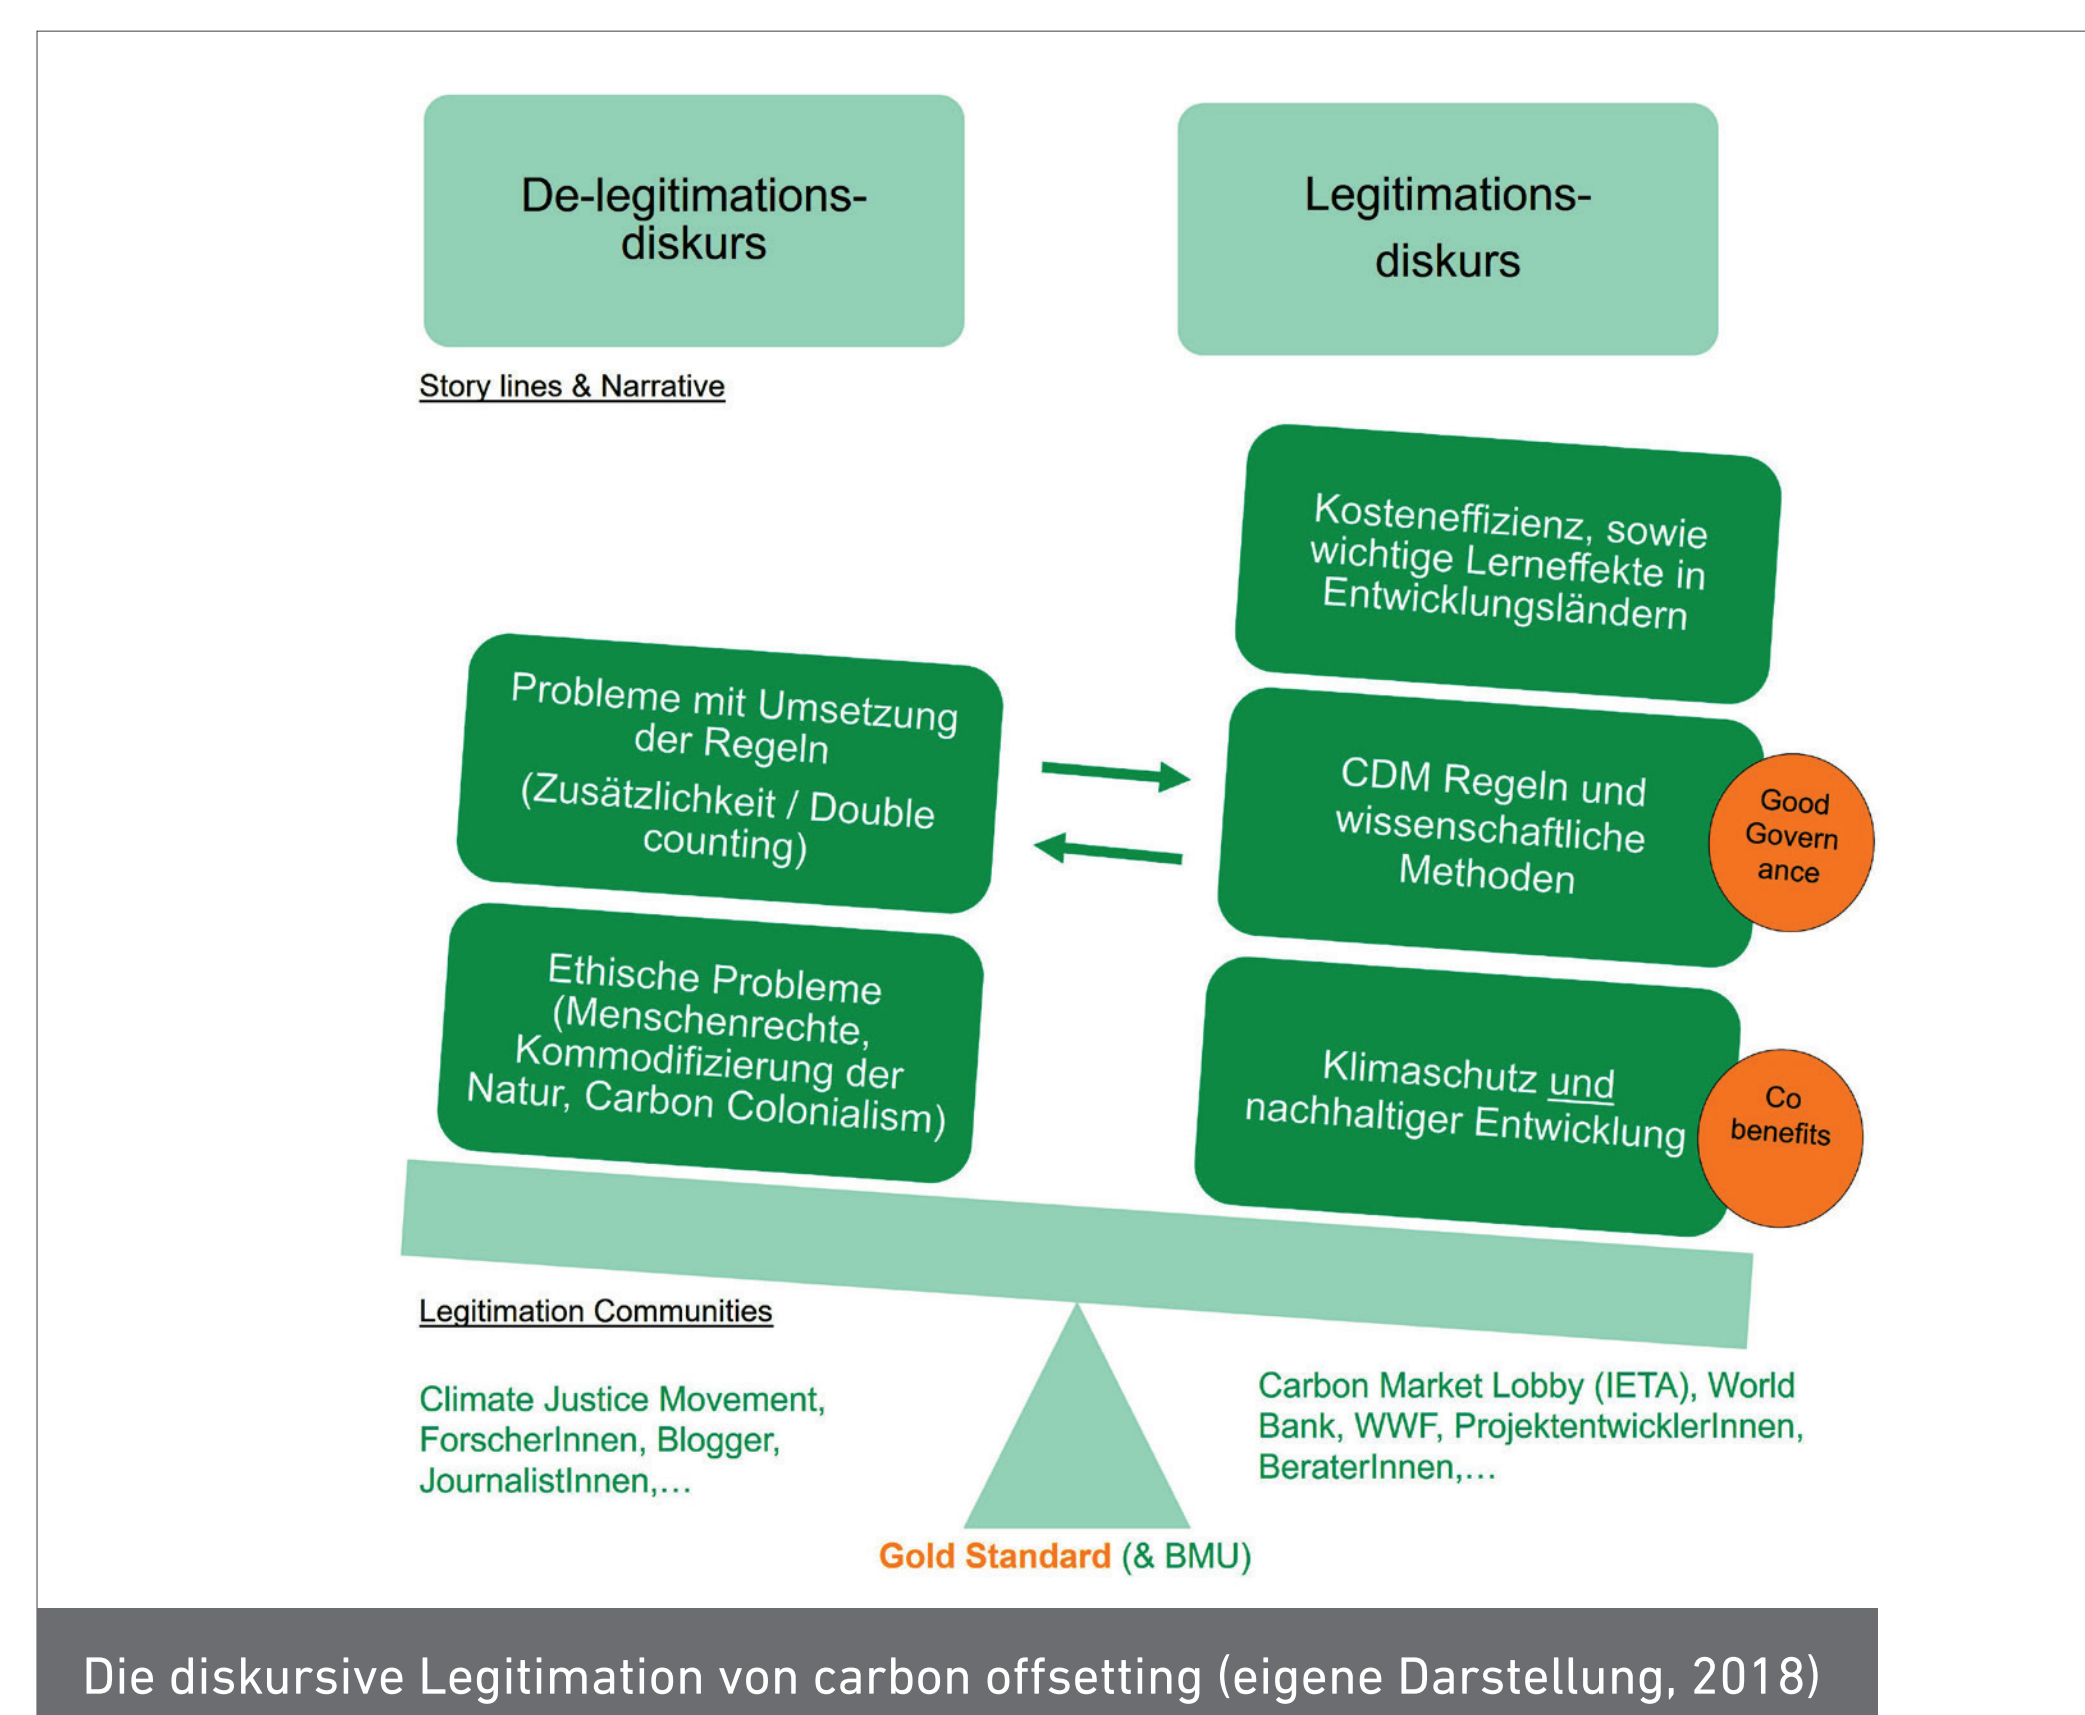 De-legitimations-
diskurs
Legitimations-
diskurs
Story lines & Narrative
Kosteneffizienz, sowie
wichtige Lerneffekte in
Entwicklungsländern
Probleme mit Umsetzung
der Regeln
(Zusätzlichkeit / Double
counting)
CDM Regeln und
wissenschaftliche
Methoden
Good
Govern
ance
Ethische Probleme
(Menschenrechte,
Kommodifizierung der
Natur, Carbon Colonialism)
Klimaschutz und
nachhaltiger Entwicklung
Co
benefits
Legitimation Communities
Climate Justice Movement,
ForscherInnen, Blogger,
JournalistInnen,…
Carbon Market Lobby (IETA), World
Bank, WWF, ProjektentwicklerInnen,
BeraterInnen,…
Gold Standard (& BMU)
Die diskursive Legitimation von carbon offsetting (eigene Darstellung, 2018)